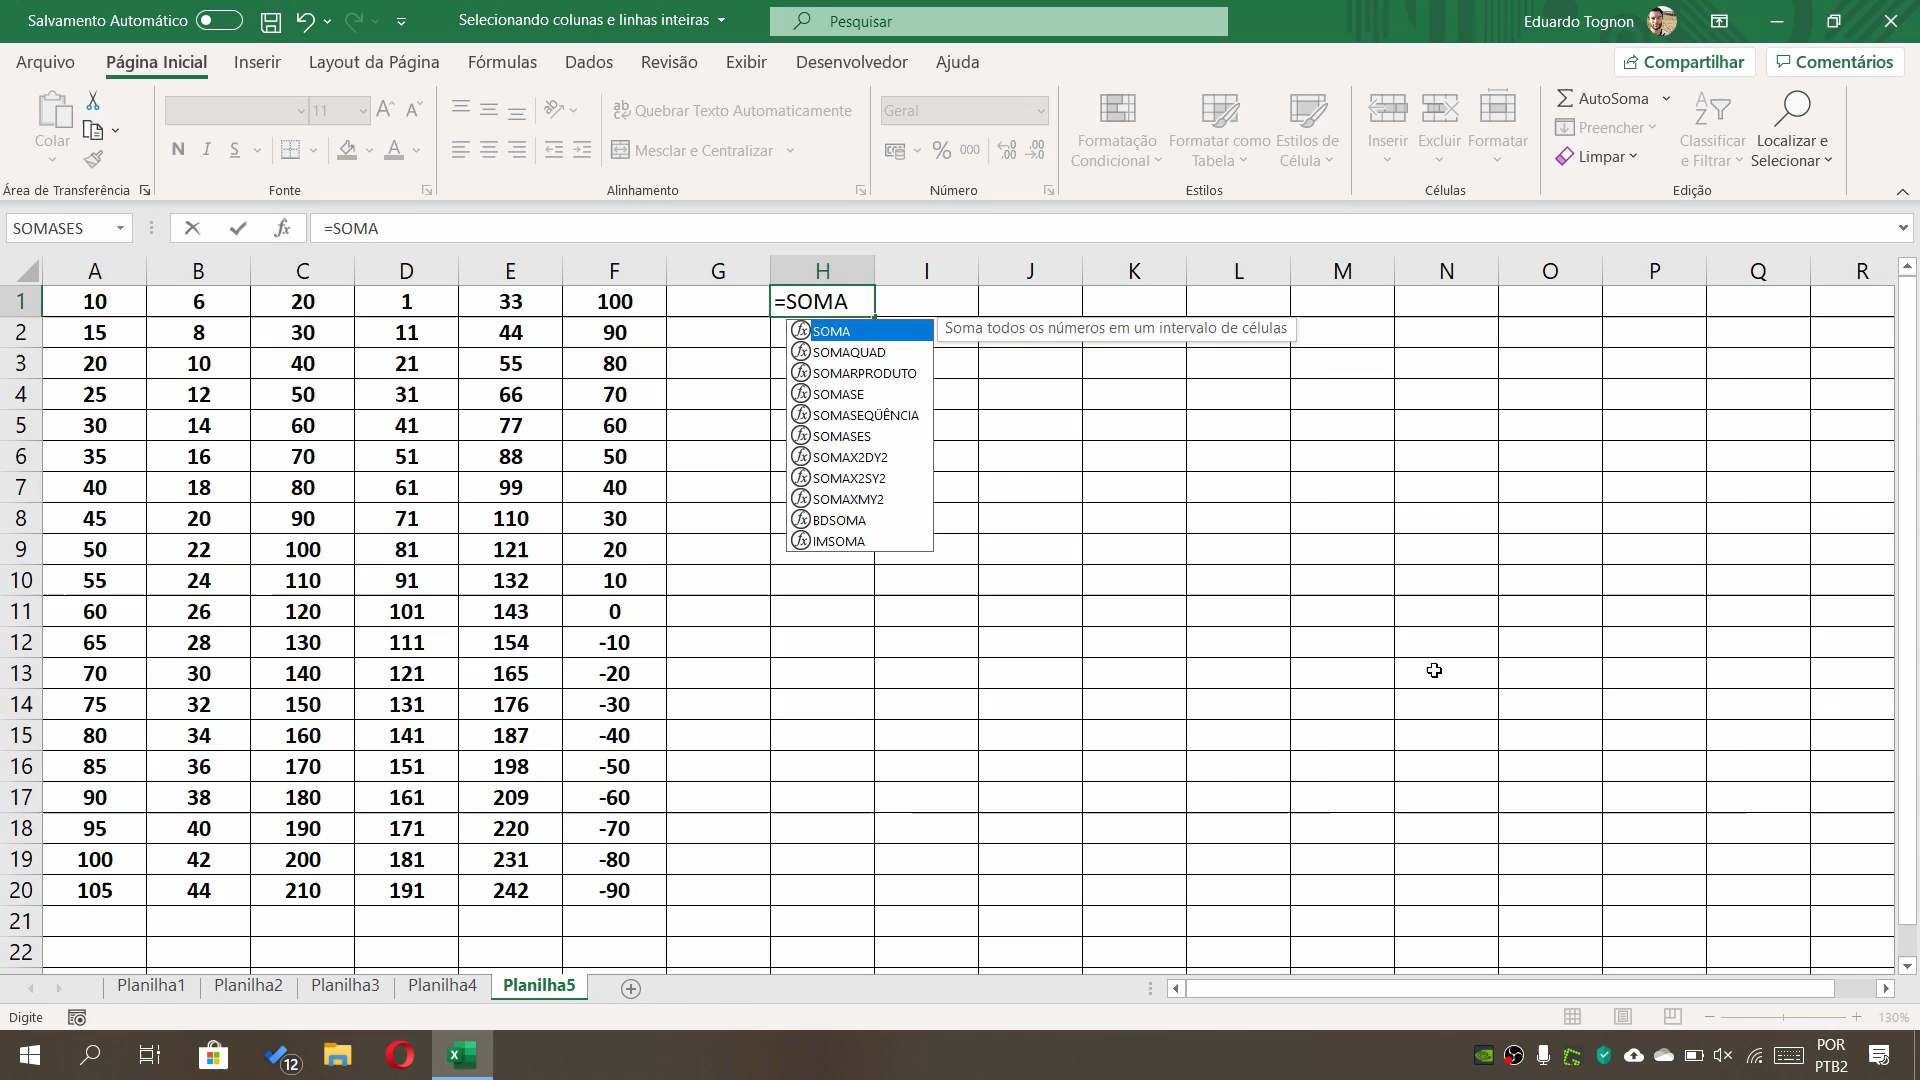 Salvamento Automático
Selecionando colunas e linhas inteiras
Pesquisar
Eduardo Tognon
Arquivo Página Inicial Inserir Layout da Página Fórmulas Dados Revisão Exibir Desenvolvedor Ajuda
Compartilhar
Comentários
Colar
Área de Transferência
11
N I S
Fonte
Quebrar Texto Automaticamente
Mesclar e Centralizar
Alinhamento
Geral
% 000
Número
Formatação Condicional
Formatar como Tabela
Estilos de Célula
Estilos
Inserir
Excluir
Formatar
Células
AutoSoma
Preencher
Limpar
Classificar e Filtrar
Localizar e Selecionar
Edição
SOMASES
fx
=SOMA
A B C D E F G H I J K L M N O P Q R
1 10 6 20 1 33 100 =SOMA
2 15 8 30 11 44 90
3 20 10 40 21 55 80
4 25 12 50 31 66 70
5 30 14 60 41 77 60
6 35 16 70 51 88 50
7 40 18 80 61 99 40
8 45 20 90 71 110 30
9 50 22 100 81 121 20
10 55 24 110 91 132 10
11 60 26 120 101 143 0
12 65 28 130 111 154 -10
13 70 30 140 121 165 -20
14 75 32 150 131 176 -30
15 80 34 160 141 187 -40
16 85 36 170 151 198 -50
17 90 38 180 161 209 -60
18 95 40 190 171 220 -70
19 100 42 200 181 231 -80
20 105 44 210 191 242 -90
21
22
SOMA
Soma todos os números em um intervalo de células
SOMAQUAD
SOMARPRODUTO
SOMASE
SOMASEQÜÊNCIA
SOMASES
SOMAX2DY2
SOMAX2SY2
SOMAXMY2
BDSOMA
IMSOMA
Planilha1 Planilha2 Planilha3 Planilha4 Planilha5
Digite
130%
12
POR
PTB2